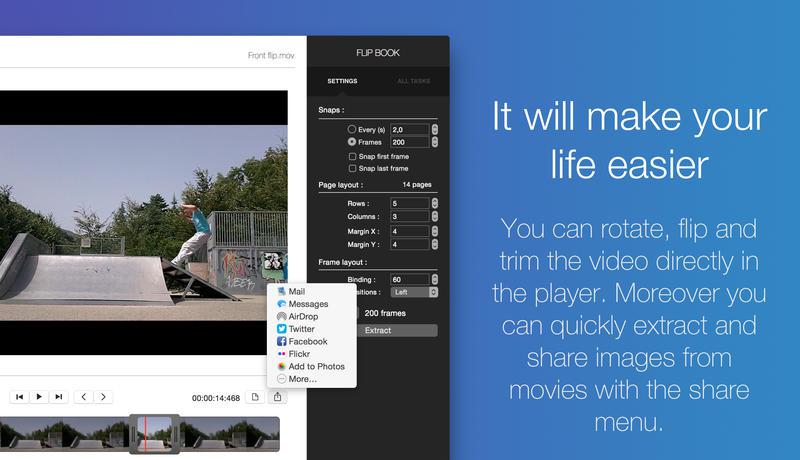 Front flip.mov
FLIP BOOK
SETTINGS
ALL TASKS
Snaps :
Every (s) 2,0
Frames 200
Snap first frame
Snap last frame
Page layout : 14 pages
Rows : 5
Columns : 3
Margin X : 4
Margin Y : 4
Frame layout :
Binding : 60
sitions : Left
200 frames
Extract
Mail
Messages
AirDrop
Twitter
Facebook
Flickr
Add to Photos
More...
00:00:14:468
It will make your
life easier
You can rotate, flip and
trim the video directly in
the player. Moreover you
can quickly extract and
share images from
movies with the share
menu.